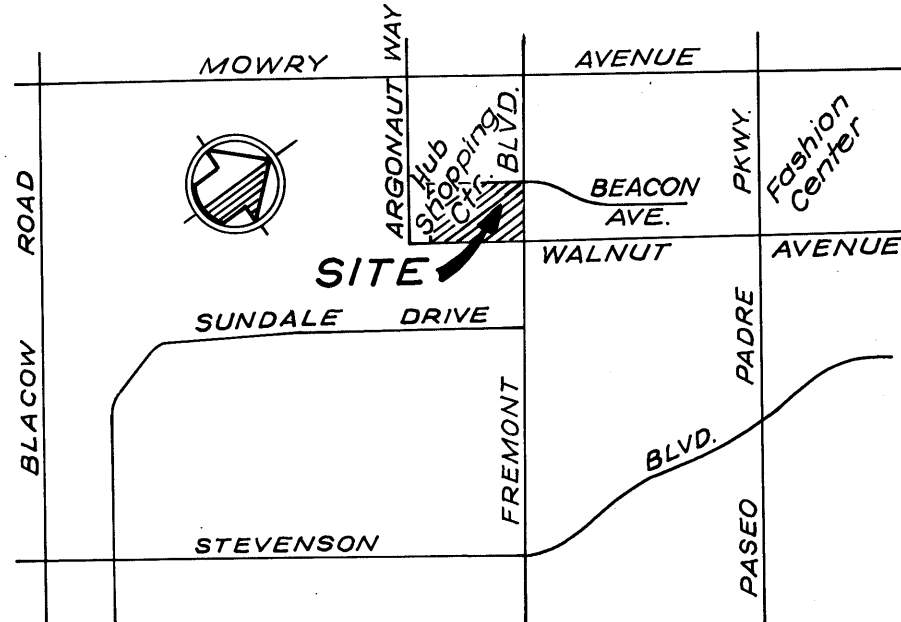 MOWRY
AVENUE
ARGONAUT WAY
Hub
Shopping
Ctr.
BLVD.
PKWY.
Fashion
Center
ROAD
BEACON
AVE.
WALNUT
AVENUE
SITE
SUNDALE DRIVE
PADRE
BLACOW
FREMONT
BLVD.
STEVENSON
PASEO